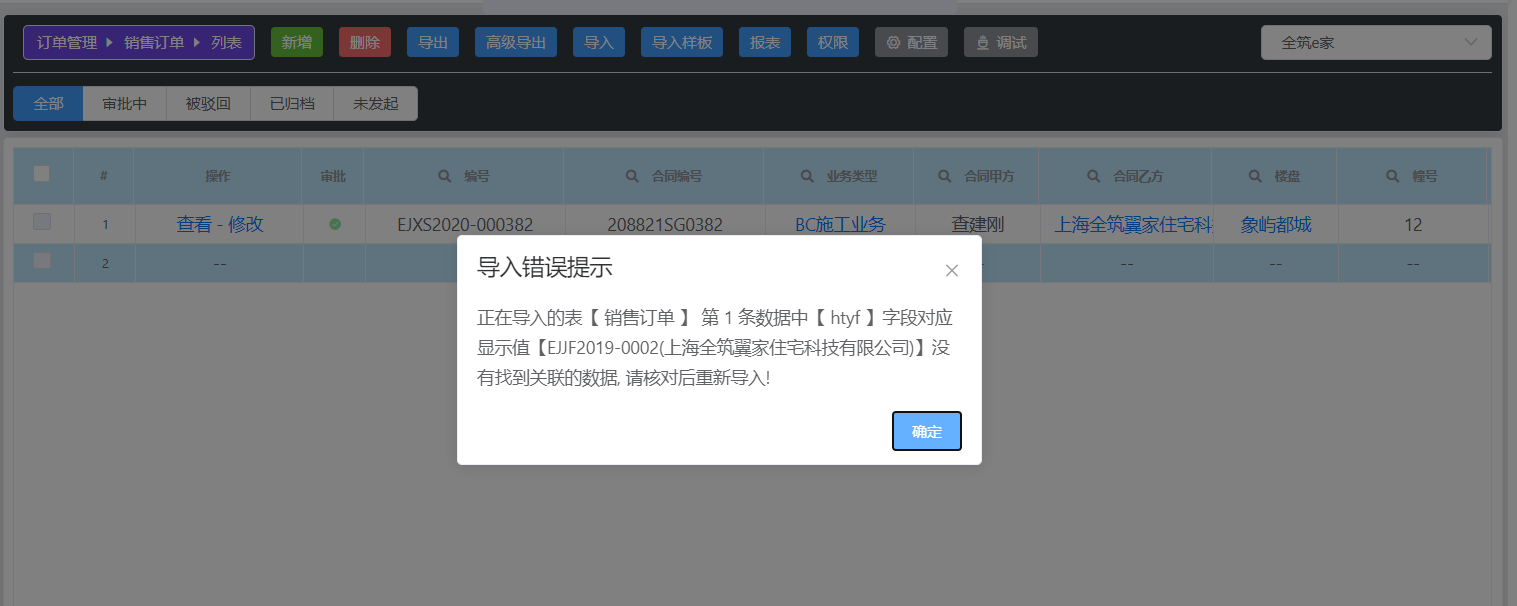 订单管理 销售订单 列表 新增 删除 导出 高级导出 导入 导入样板 报表 权限 配置 调试 全筑e家
全部 审批中 被驳回 已归档 未发起
# 操作 审批 编号 合同编号 业务类型 合同甲方 合同乙方 楼盘 幢号
1 查看 - 修改 EJXS2020-000382 208821SG0382 BC施工业务 查建刚 上海全筑翼家住宅科 象屿都城 12
2 -- - -- -- --
导入错误提示
正在导入的表【 销售订单 】 第 1 条数据中【 htyf 】字段对应
显示值【EJJF2019-0002(上海全筑翼家住宅科技有限公司)】没
有找到关联的数据, 请核对后重新导入!
确定